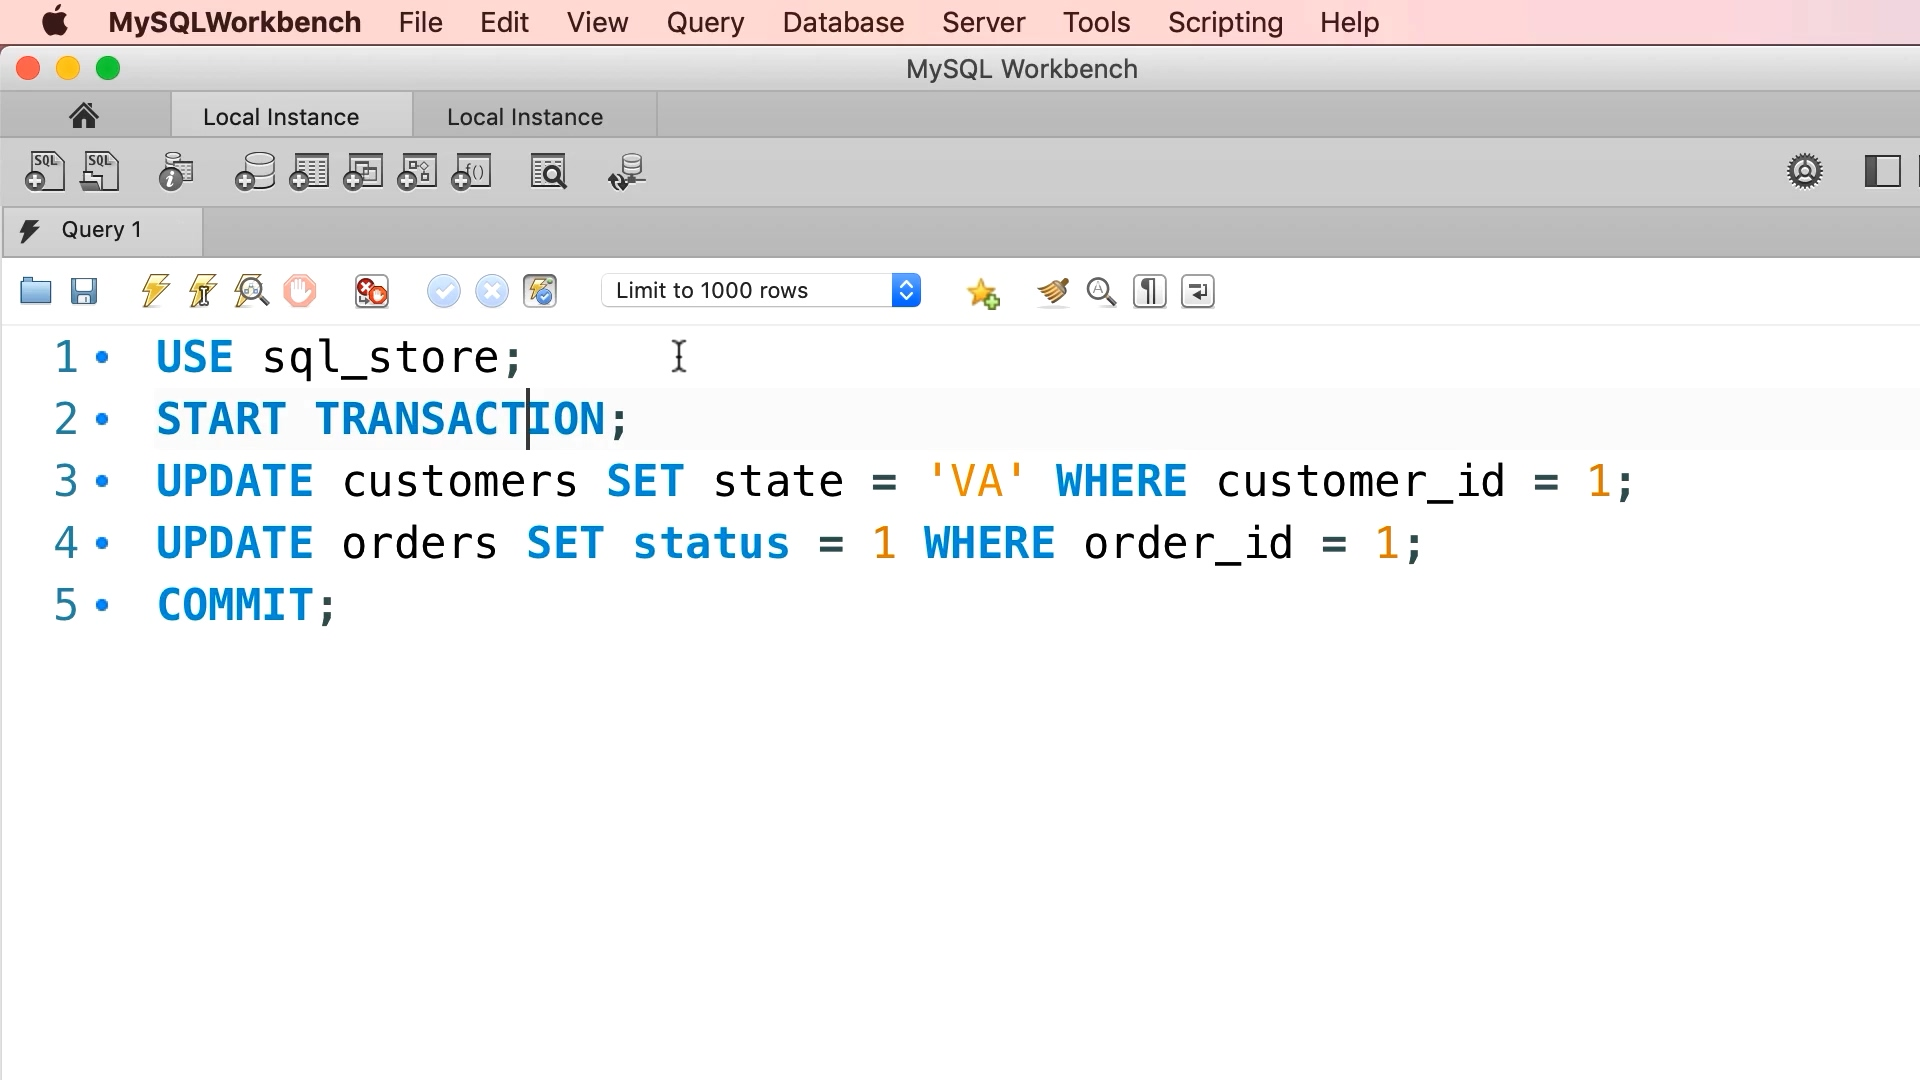 MySQLWorkbench File Edit View Query Database Server Tools Scripting Help
MySQL Workbench
Local Instance Local Instance
SQL SQL f()
Query 1
Limit to 1000 rows
1 USE sql_store;
2 START TRANSACTION;
3 UPDATE customers SET state = 'VA' WHERE customer_id = 1;
4 UPDATE orders SET status = 1 WHERE order_id = 1;
5 COMMIT;